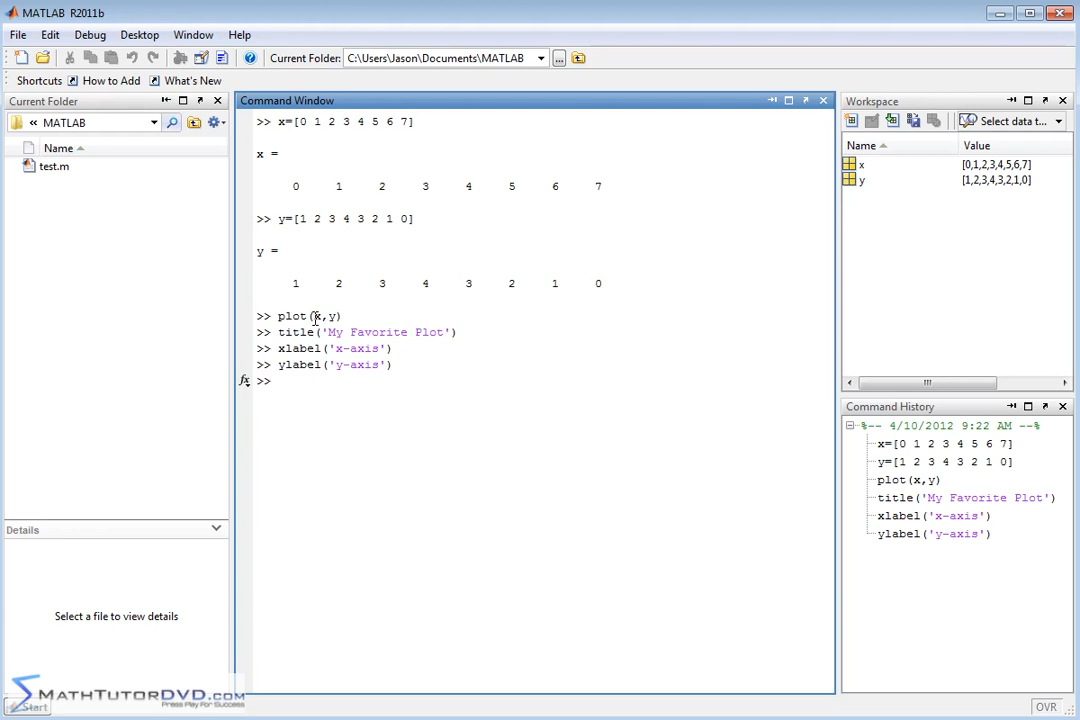 MATLAB R2011b
File Edit Debug Desktop Window Help
Current Folder: C:\Users\Jason\Documents\MATLAB ...
Shortcuts How to Add What's New
Current Folder
« MATLAB
Name
test.m
Details
Select a file to view details
Command Window
>> x=[0 1 2 3 4 5 6 7]
x =
0 1 2 3 4 5 6 7
>> y=[1 2 3 4 3 2 1 0]
y =
1 2 3 4 3 2 1 0
>> plot(x,y)
>> title('My Favorite Plot')
>> xlabel('x-axis')
>> ylabel('y-axis')
fx >>
Workspace
Select data t...
Name Value
x [0,1,2,3,4,5,6,7]
y [1,2,3,4,3,2,1,0]
Command History
%-- 4/10/2012 9:22 AM --%
x=[0 1 2 3 4 5 6 7]
y=[1 2 3 4 3 2 1 0]
plot(x,y)
title('My Favorite Plot')
xlabel('x-axis')
ylabel('y-axis')
MATHTUTORDVD.COM
Press Play For Success
Start
OVR